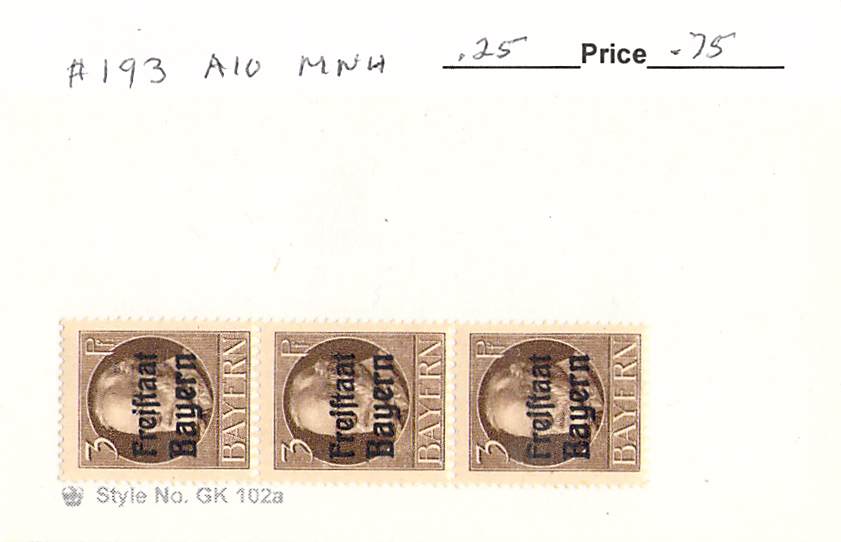 #193 A10 MNH .25 Price .75
3 Pf BAYERN Freistaat Bayern
3 Pf BAYERN Freistaat Bayern
3 Pf BAYERN Freistaat Bayern
Style No. GK 102a